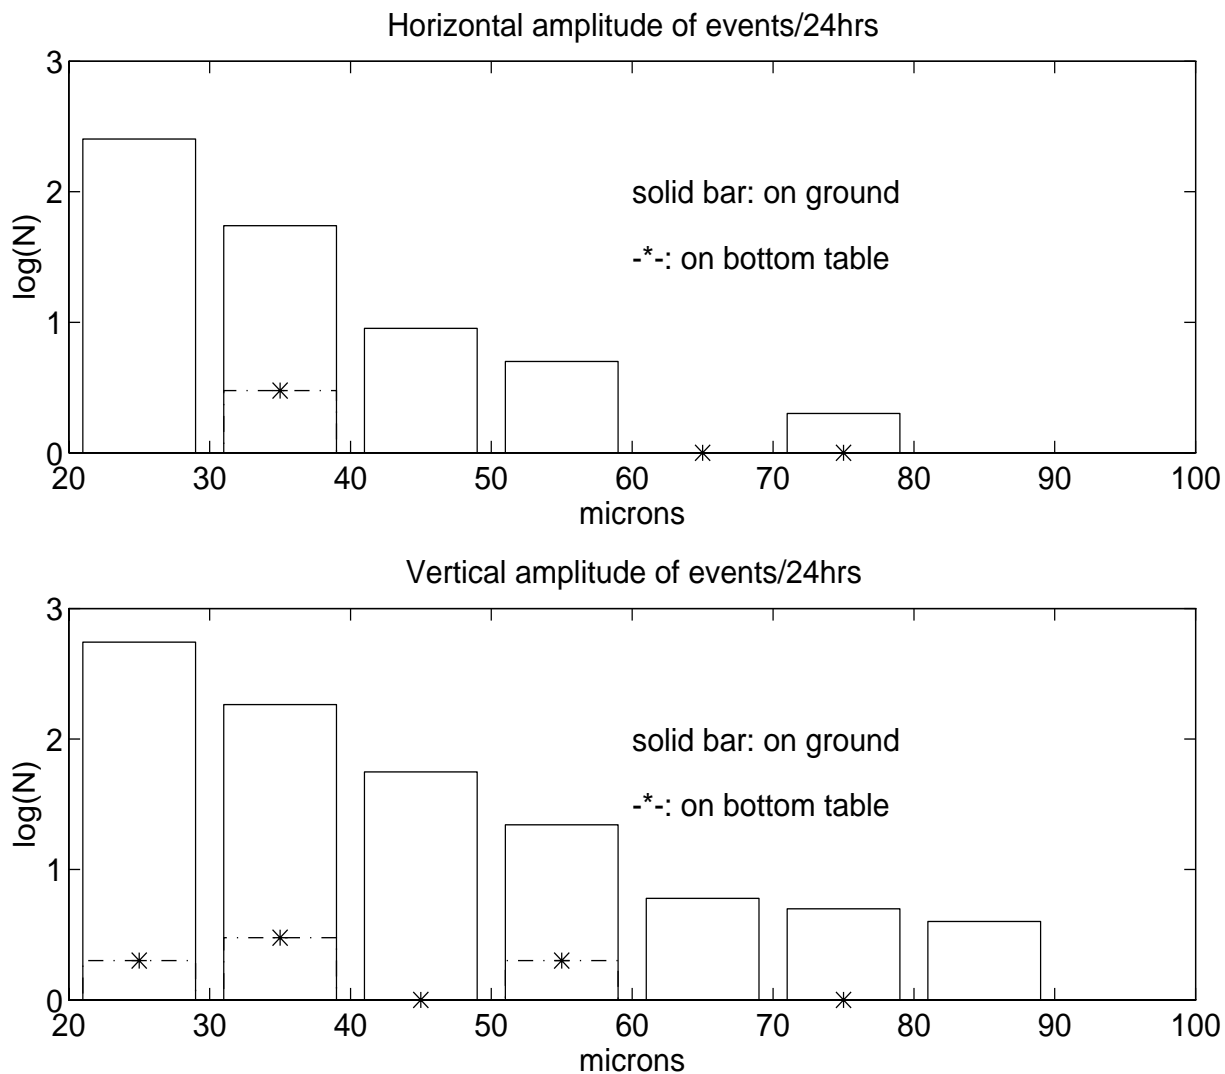 Horizontal amplitude of events/24hrs
3
2
1
0
log(N)
solid bar: on ground
-*-: on bottom table
20 30 40 50 60 70 80 90 100
microns
Vertical amplitude of events/24hrs
3
2
1
0
log(N)
solid bar: on ground
-*-: on bottom table
20 30 40 50 60 70 80 90 100
microns